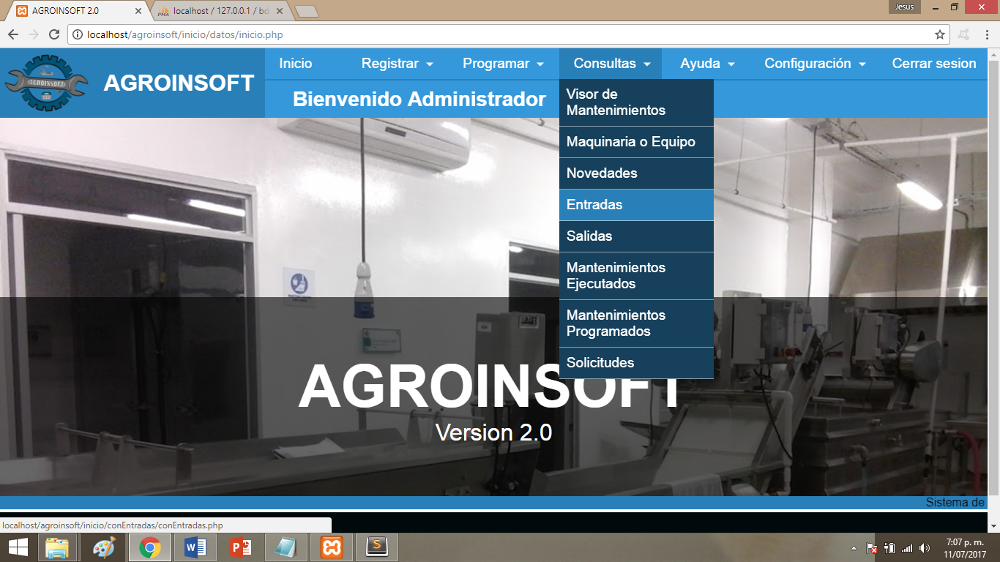 AGROINSOFT 2.0
localhost / 127.0.0.1 / bd
Jesus
localhost/agroinsoft/inicio/datos/inicio.php
AGROINSOFT
AGROINSOFT
Inicio
Registrar
Programar
Consultas
Ayuda
Configuración
Cerrar sesion
Bienvenido Administrador
Visor de
Mantenimientos
Maquinaria o Equipo
Novedades
Entradas
Salidas
Mantenimientos
Ejecutados
Mantenimientos
Programados
Solicitudes
AGROINSOFT
Version 2.0
Sistema de
localhost/agroinsoft/inicio/conEntradas/conEntradas.php
7:07 p. m.
11/07/2017